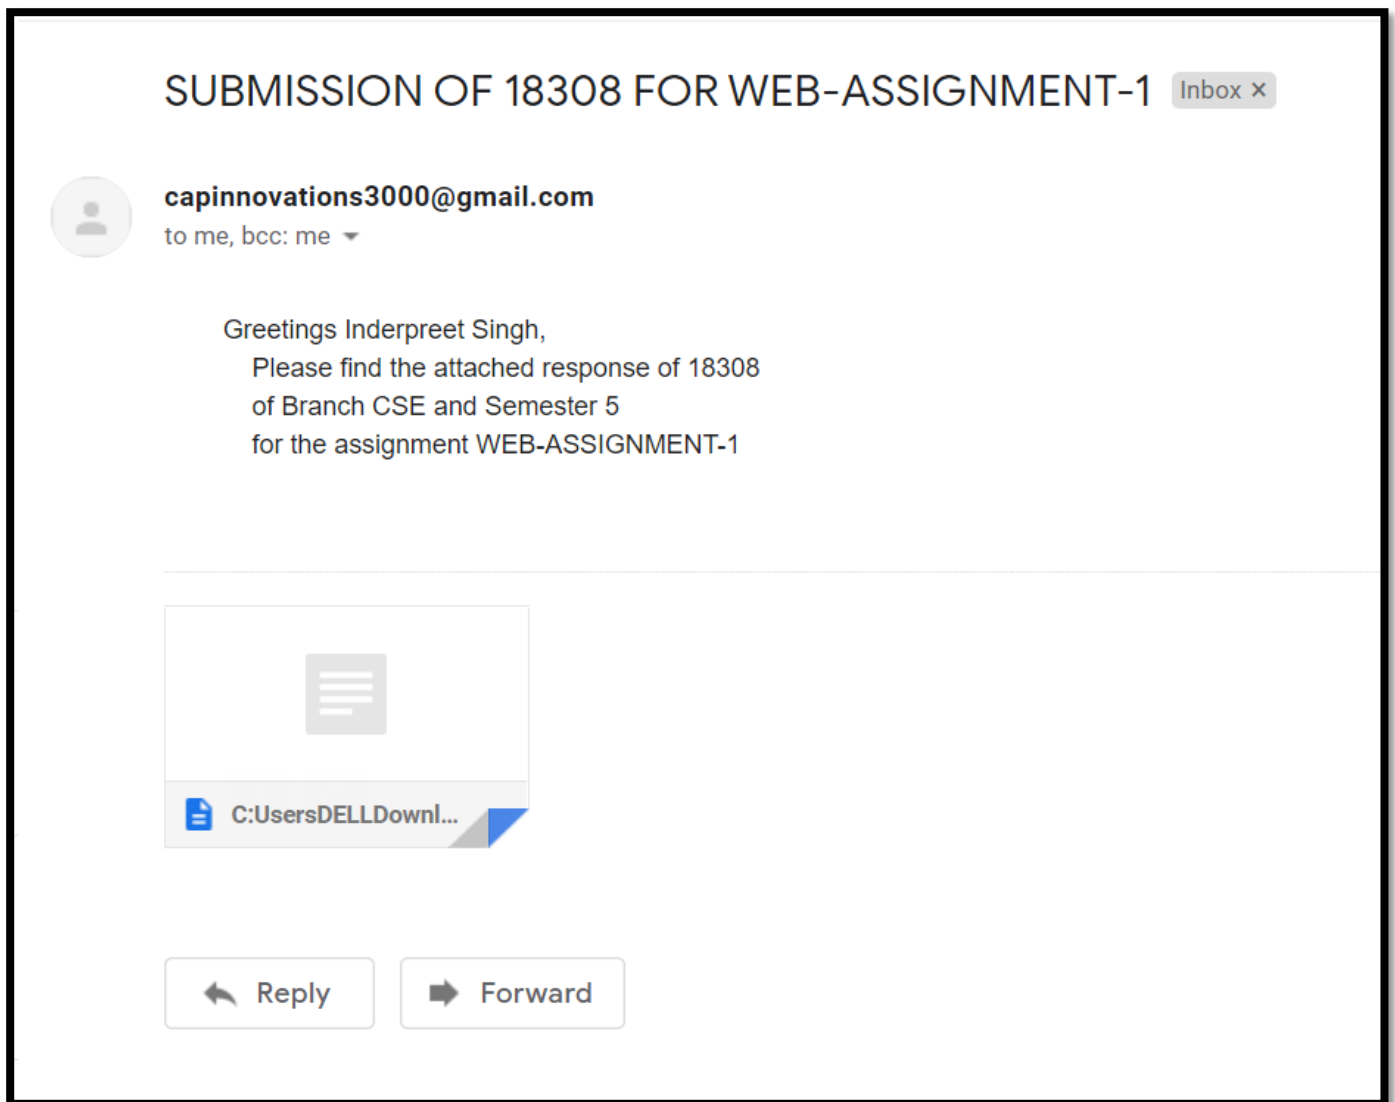 SUBMISSION OF 18308 FOR WEB-ASSIGNMENT-1 Inbox ×
capinnovations3000@gmail.com
to me, bcc: me
Greetings Inderpreet Singh,
Please find the attached response of 18308
of Branch CSE and Semester 5
for the assignment WEB-ASSIGNMENT-1
C:UsersDELLDownl...
Reply Forward